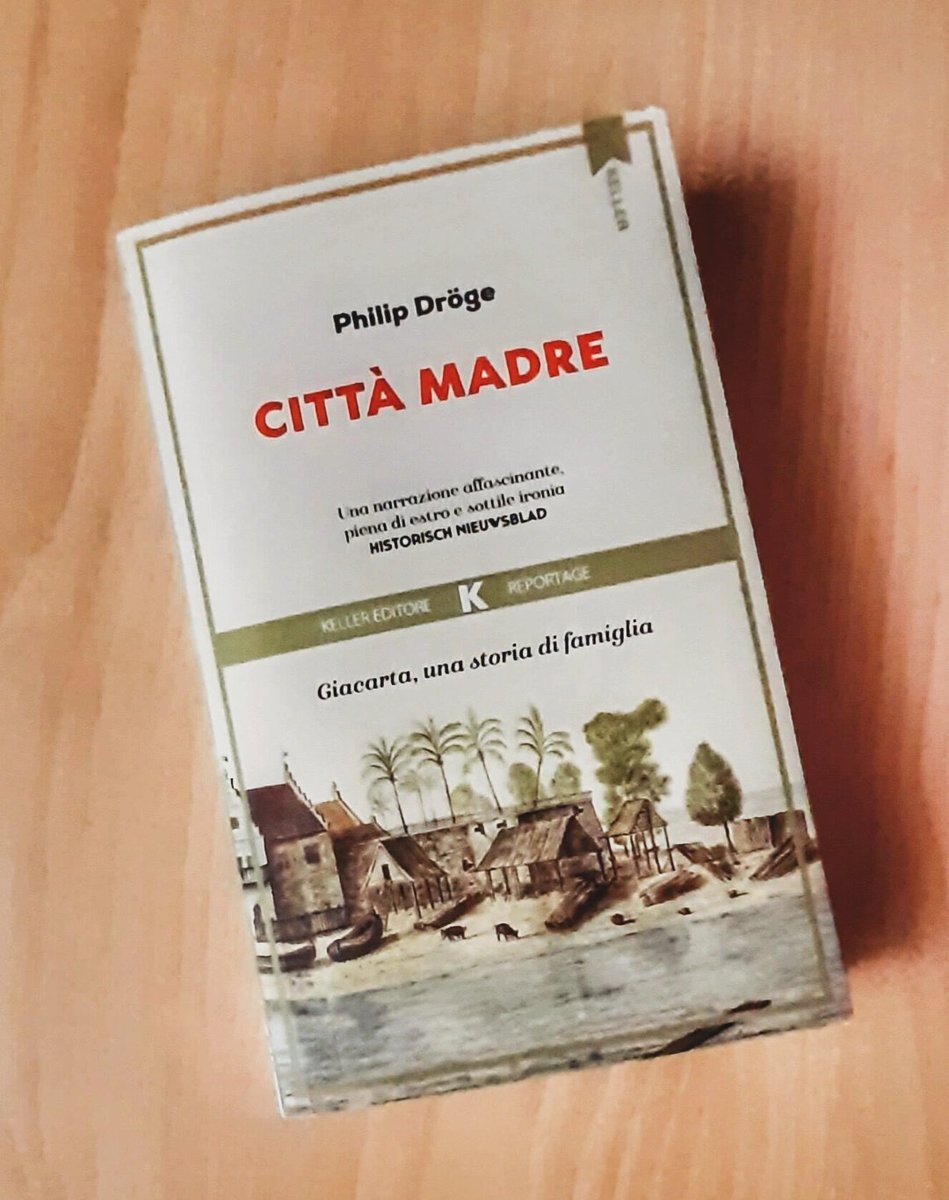 KELLER
Philip Dröge
CITTÀ MADRE
Una narrazione affascinante,
piena di estro e sottile ironia
HISTORISCH NIEUWSBLAD
KELLER EDITORE K REPORTAGE
Giacarta, una storia di famiglia